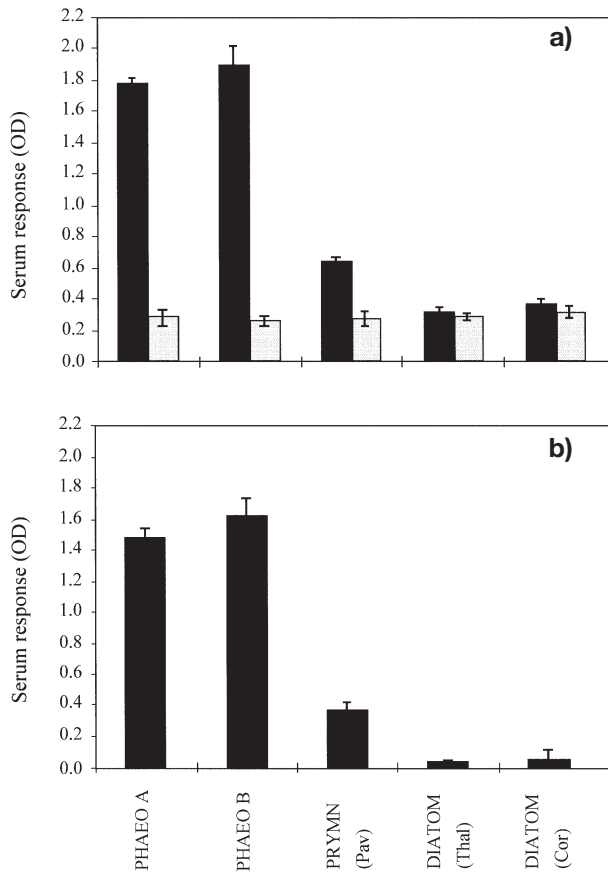 a)
Serum response (OD)
2.2
2.0
1.8
1.6
1.4
1.2
1.0
0.8
0.6
0.4
0.2
0.0
b)
Serum response (OD)
2.2
2.0
1.8
1.6
1.4
1.2
1.0
0.8
0.6
0.4
0.2
0.0
PHAEO A
PHAEO B
PRYMN
(Pav)
DIATOM
(Thal)
DIATOM
(Cor)